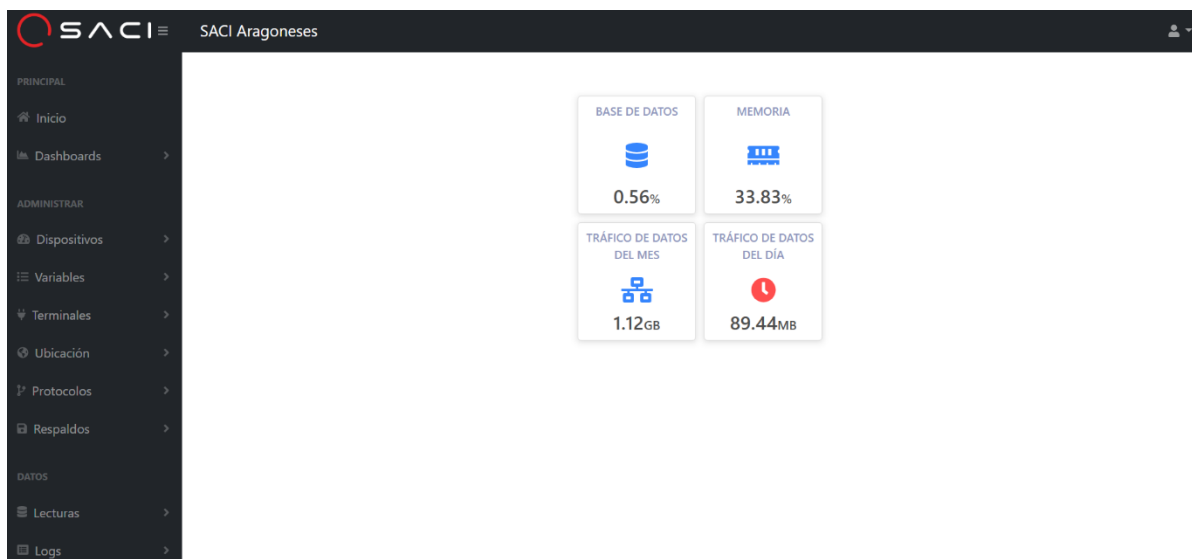 SACI
SACI Aragoneses
PRINCIPAL
Inicio
Dashboards
ADMINISTRAR
Dispositivos
Variables
Terminales
Ubicación
Protocolos
Respaldos
DATOS
Lecturas
Logs
BASE DE DATOS
0.56%
MEMORIA
33.83%
TRÁFICO DE DATOS
DEL MES
1.12GB
TRÁFICO DE DATOS
DEL DÍA
89.44MB